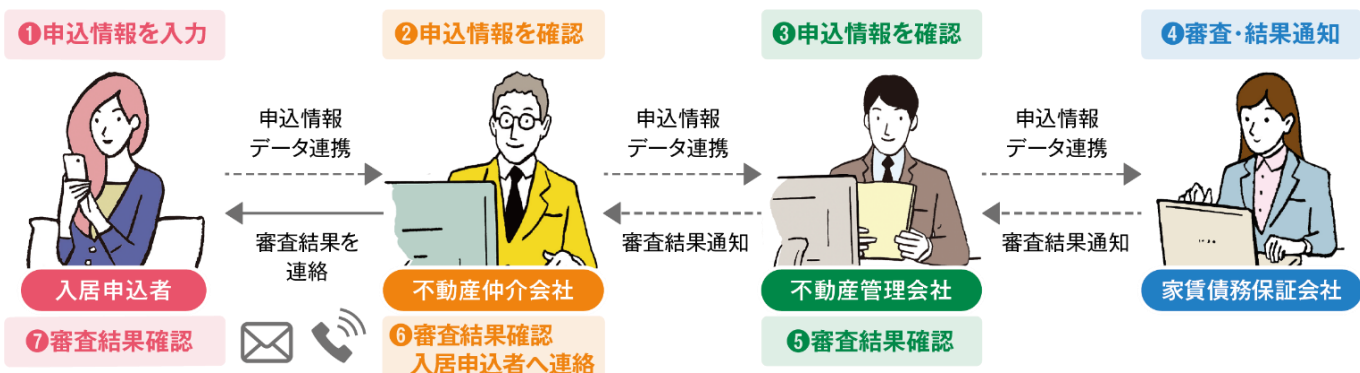 ❶申込情報を入力
❷申込情報を確認
❸申込情報を確認
❹審査・結果通知
申込情報
データ連携
申込情報
データ連携
申込情報
データ連携
審査結果を
連絡
審査結果通知
審査結果通知
入居申込者
不動産仲介会社
不動産管理会社
家賃債務保証会社
❼審査結果確認
❻審査結果確認
入居申込者へ連絡
❺審査結果確認